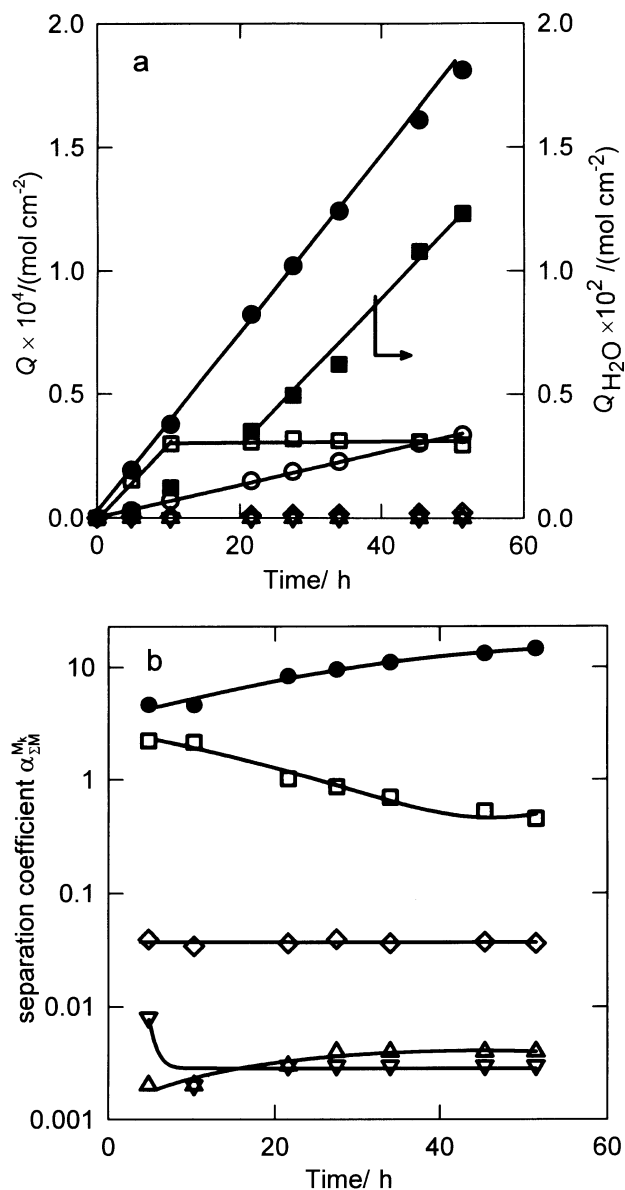 2.0 2.0
a
1.5 1.5
Q × 10⁴/(mol cm⁻²)
Q_H₂O ×10² /(mol cm⁻²)
1.0 1.0
0.5 0.5
0.0 0.0
0 20 40 60
Time/ h
b
10
separation coefficient α_ΣM^Mₖ
1
0.1
0.01
0.001
0 20 40 60
Time/ h